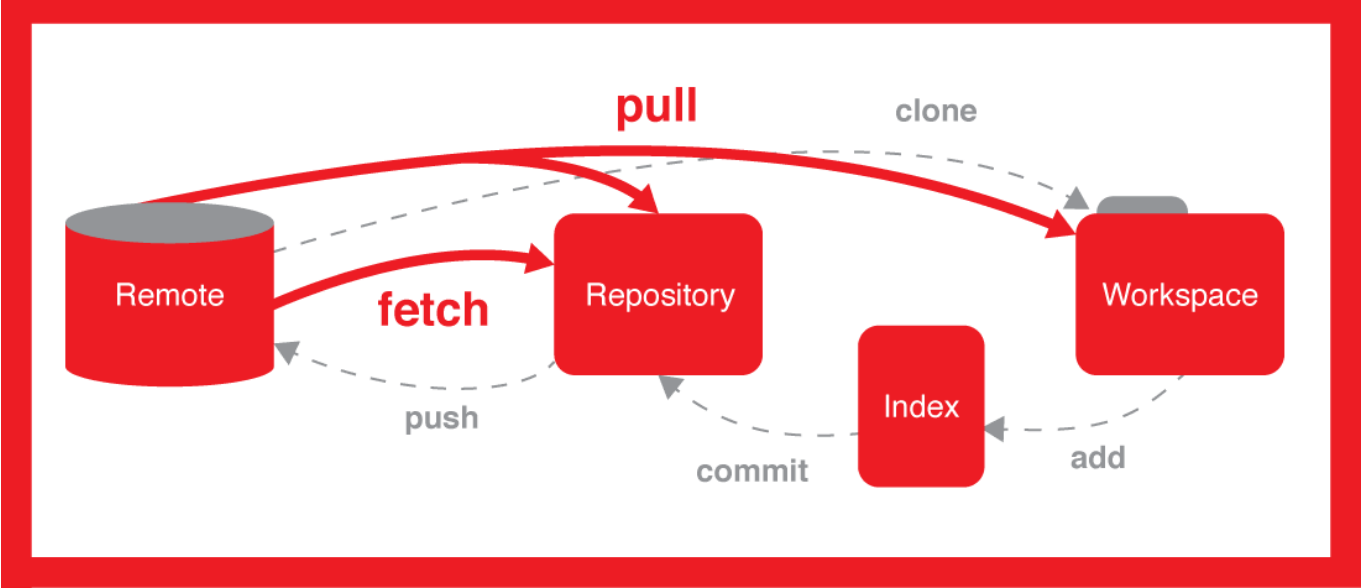 pull
clone
Remote
fetch
Repository
Workspace
Index
push
commit
add